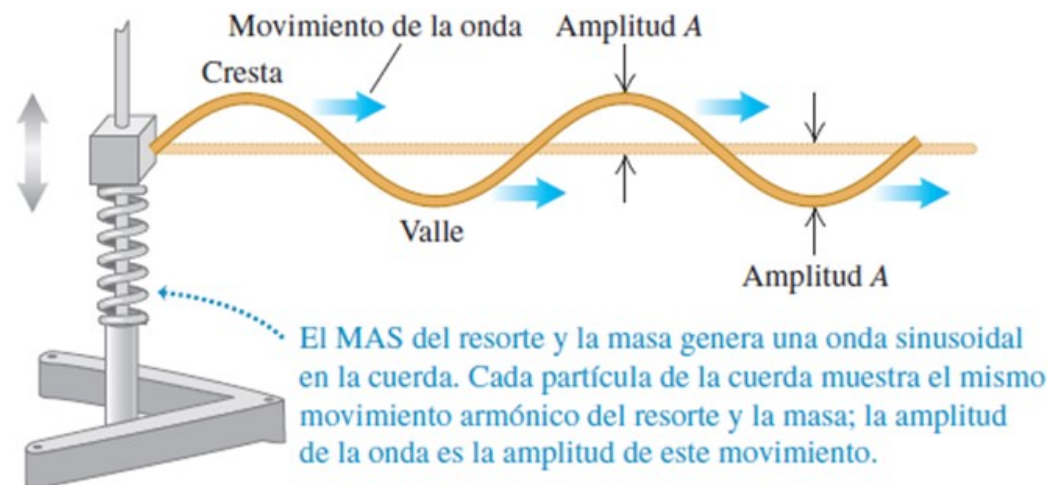 Movimiento de la onda
Amplitud A
Cresta
Valle
Amplitud A
El MAS del resorte y la masa genera una onda sinusoidal
en la cuerda. Cada partícula de la cuerda muestra el mismo
movimiento armónico del resorte y la masa; la amplitud
de la onda es la amplitud de este movimiento.